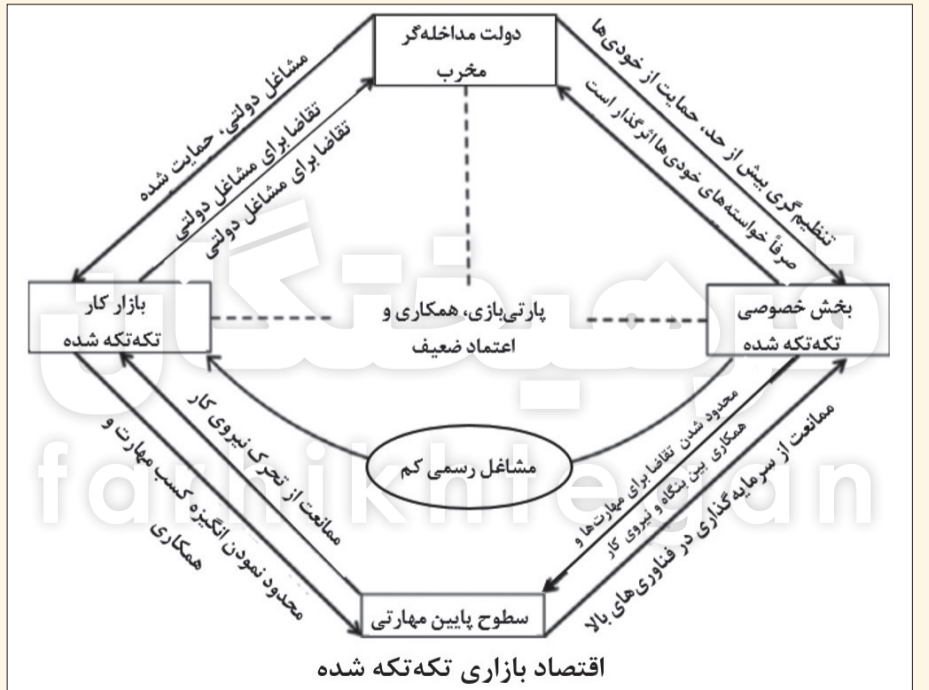 دولت مداخله‌گر
مخرب
مشاغل دولتی، حمایت شده
تقاضا برای مشاغل دولتی
تقاضا برای مشاغل دولتی
تنظیم‌گری بیش از حد، حمایت از خودی‌ها
صرفاً خواسته‌های خودی‌ها اثرگذار است
بخش خصوصی
تکه‌تکه شده
پارتی‌بازی، همکاری و
اعتماد ضعیف
بازار کار
تکه‌تکه شده
مشاغل رسمی کم
محدود شدن تقاضا برای مهارت‌ها و
همکاری بین بنگاه و نیروی کار
ممانعت از سرمایه‌گذاری در فناوری‌های بالا
ممانعت از تحرک نیروی کار
محدود نمودن انگیزه کسب مهارت و
همکاری
سطوح پایین مهارتی
اقتصاد بازاری تکه‌تکه شده
فرهیختگان
farhikhtegan